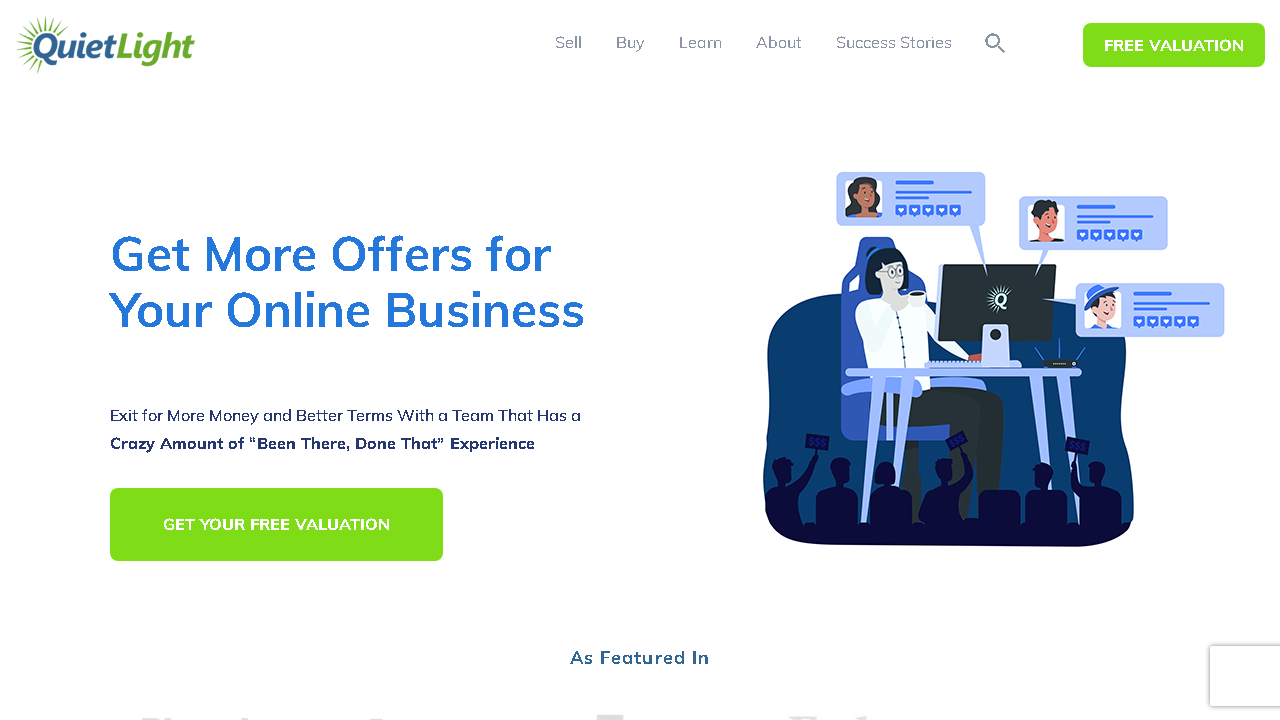 QuietLight
Sell Buy Learn About Success Stories
FREE VALUATION
Get More Offers for
Your Online Business
Exit for More Money and Better Terms With a Team That Has a
Crazy Amount of “Been There, Done That” Experience
GET YOUR FREE VALUATION
Q
$$$
$$$
$$$
As Featured In